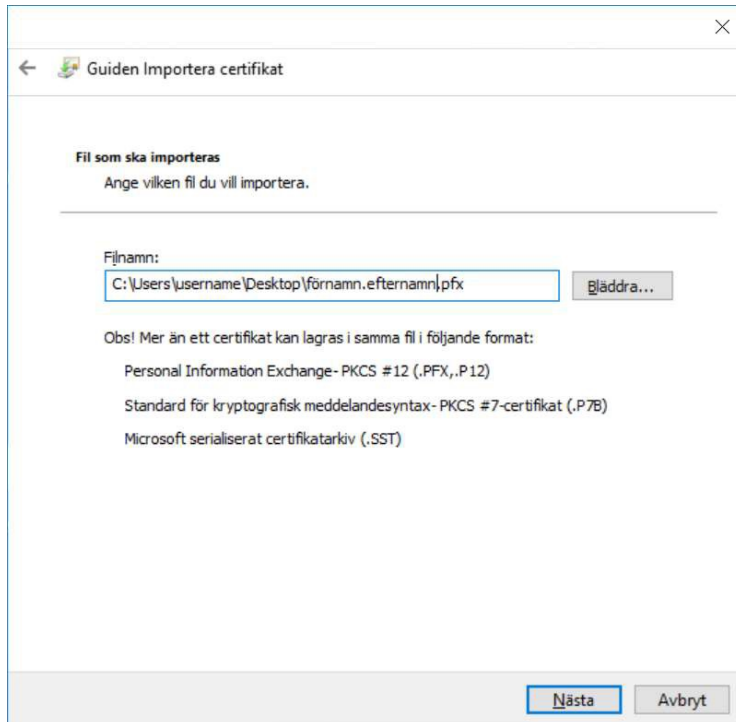 Guiden Importera certifikat
Fil som ska importeras
Ange vilken fil du vill importera.
Filnamn:
C:\Users\username\Desktop\förnamn.efternamn.pfx
Bläddra...
Obs! Mer än ett certifikat kan lagras i samma fil i följande format:
Personal Information Exchange- PKCS #12 (.PFX,.P12)
Standard för kryptografisk meddelandesyntax- PKCS #7-certifikat (.P7B)
Microsoft serialiserat certifikatarkiv (.SST)
Nästa
Avbryt